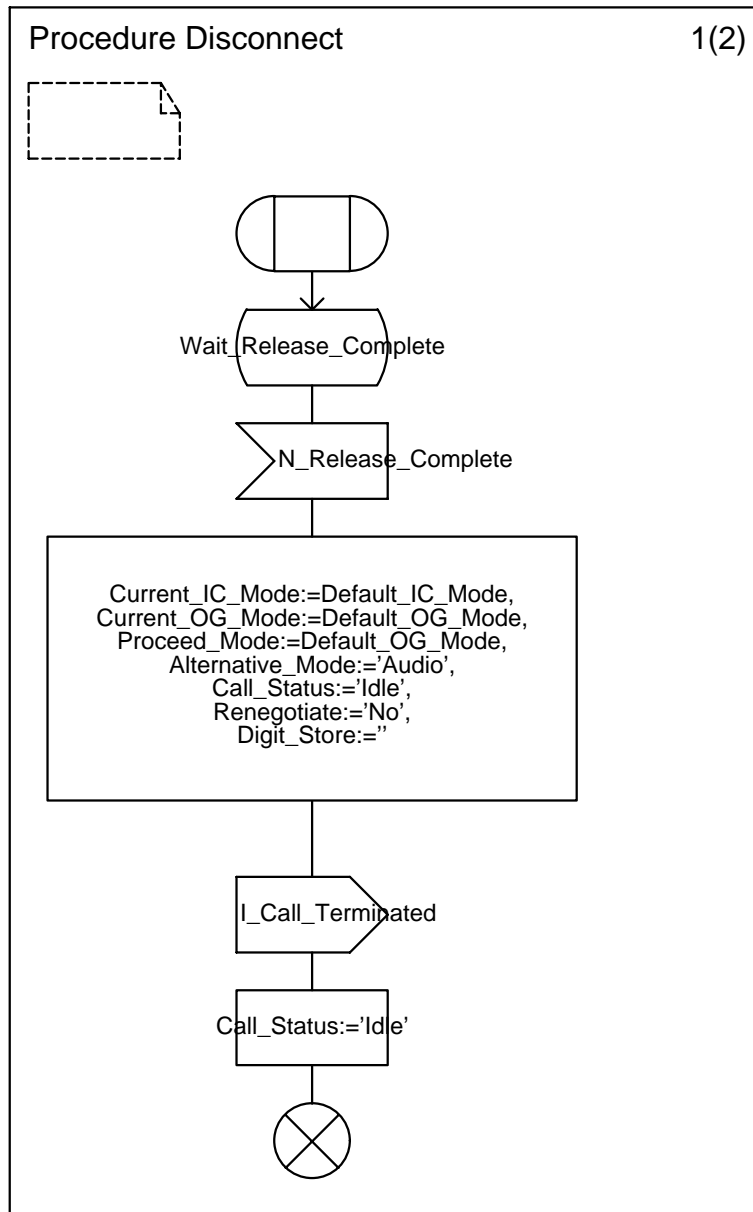 Procedure Disconnect 1(2)
Wait_Release_Complete
N_Release_Complete
Current_IC_Mode:=Default_IC_Mode,
Current_OG_Mode:=Default_OG_Mode,
Proceed_Mode:=Default_OG_Mode,
Alternative_Mode:=’Audio’,
Call_Status:=’Idle’,
Renegotiate:=’No’,
Digit_Store:=’’
I_Call_Terminated
Call_Status:=’Idle’